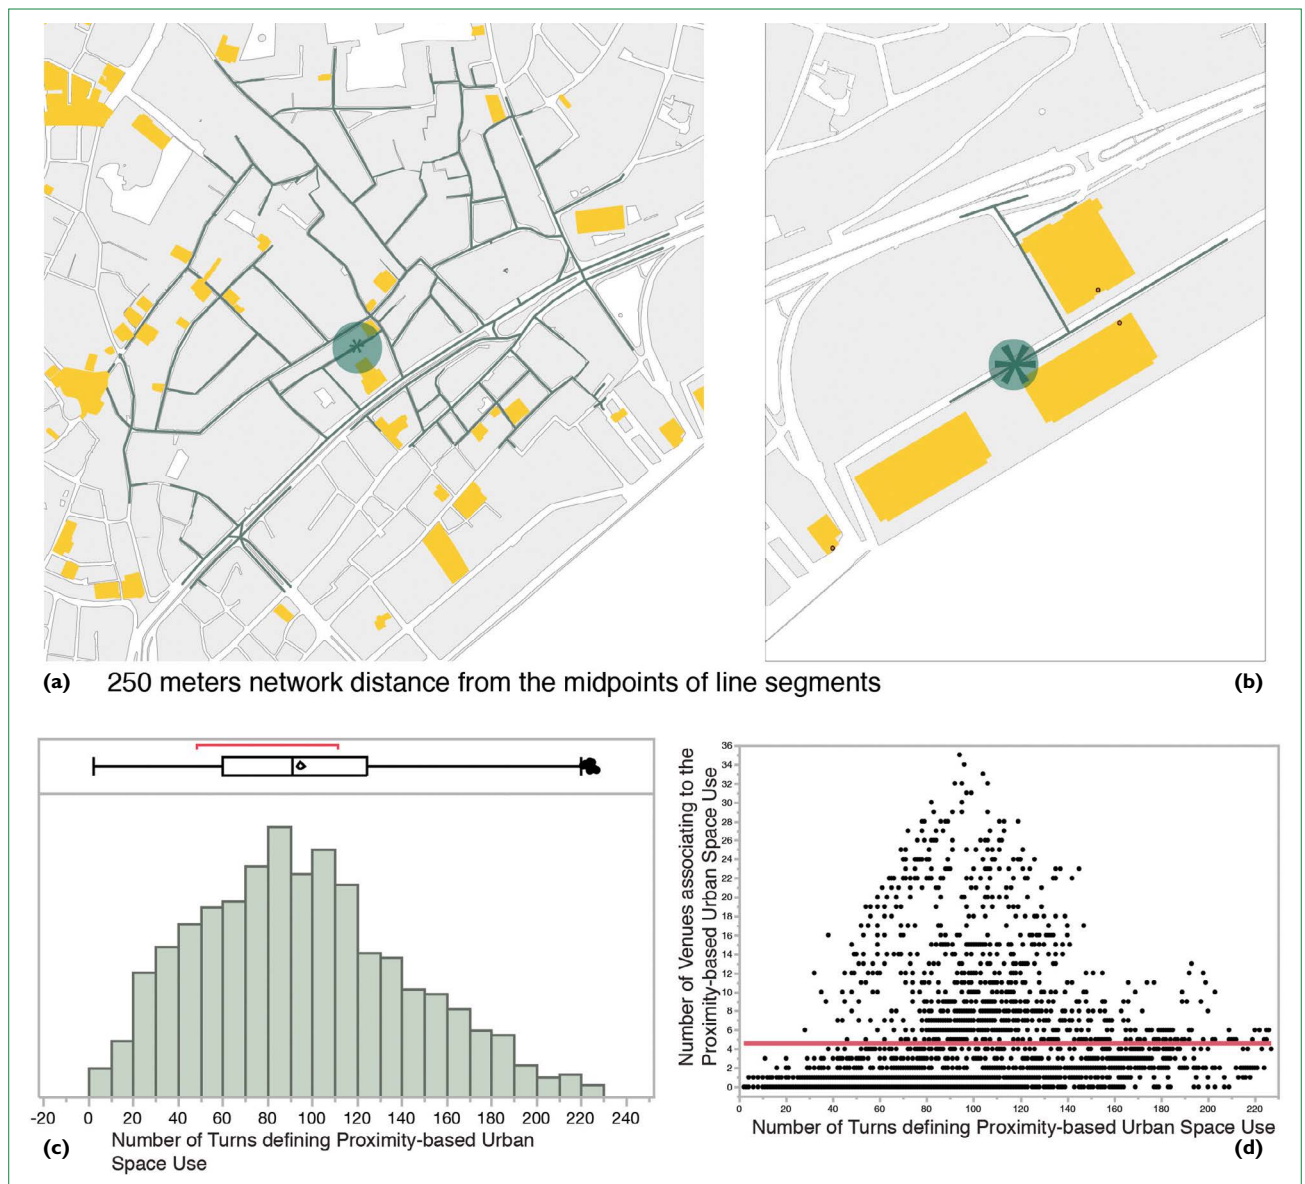 (a) 250 meters network distance from the midpoints of line segments (b)
-20 0 20 40 60 80 100 120 140 160 180 200 220 240
Number of Turns defining Proximity-based Urban
Space Use
(c)
Number of Venues associating to the
Proximity-based Urban Space Use
36
34
32
30
28
26
24
22
20
18
16
14
12
10
8
6
4
2
0
0 20 40 60 80 100 120 140 160 180 200 220
Number of Turns defining Proximity-based Urban Space Use
(d)